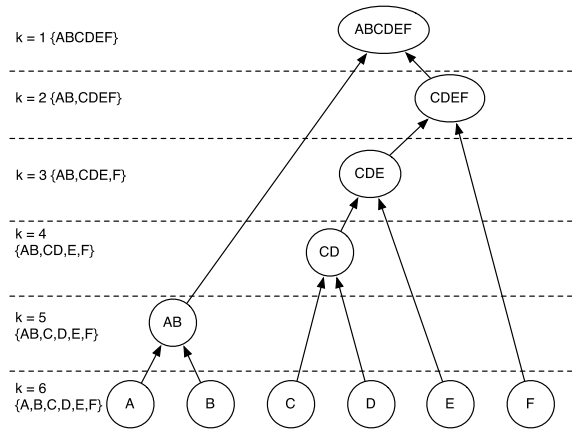 ABCDEF
k = 1 {ABCDEF}
k = 2 {AB,CDEF}
CDEF
k = 3 {AB,CDE,F}
CDE
k = 4
{AB,CD,E,F}
CD
k = 5
{AB,C,D,E,F}
AB
k = 6
{A,B,C,D,E,F}
A
B
C
D
E
F